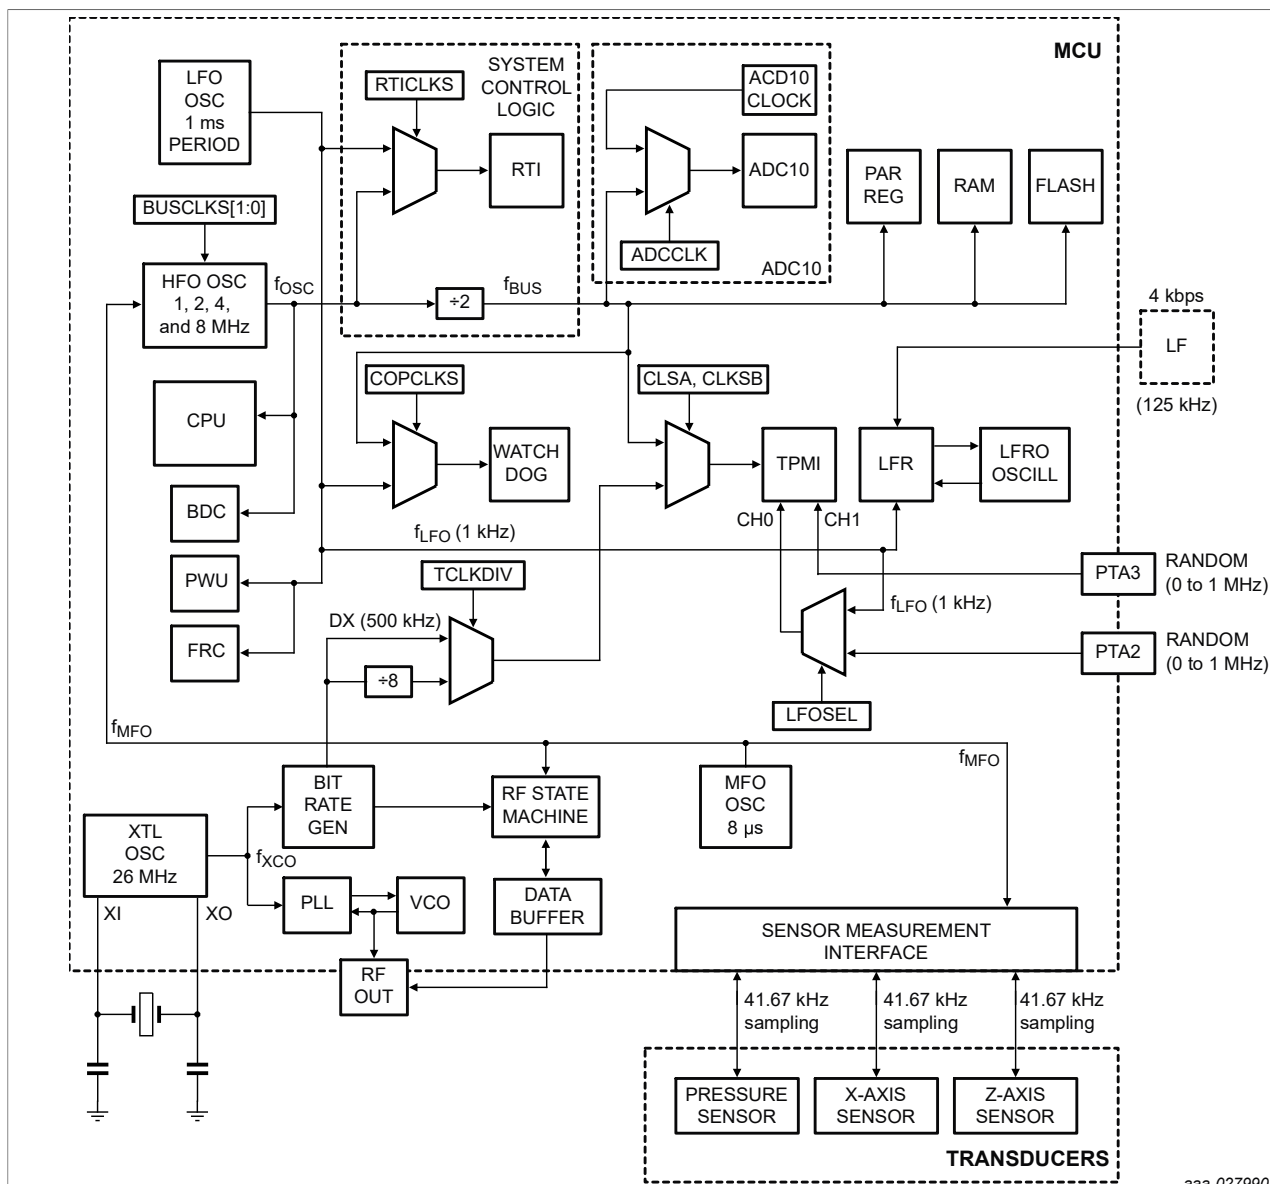 MCU
LFO
OSC
1 ms
PERIOD
RTICLKS
SYSTEM
CONTROL
LOGIC
RTI
ACD10
CLOCK
ADC10
ADCCLK
ADC10
PAR
REG
RAM
FLASH
BUSCLKS[1:0]
HFO OSC
1, 2, 4,
and 8 MHz
fOSC
÷2
fBUS
4 kbps
LF
(125 kHz)
CPU
COPCLKS
WATCH
DOG
CLSA, CLKSB
TPMI
LFR
LFRO
OSCILL
BDC
CH0
CH1
fLFO (1 kHz)
PWU
TCLKDIV
PTA3
RANDOM
(0 to 1 MHz)
fLFO (1 kHz)
DX (500 kHz)
FRC
÷8
PTA2
RANDOM
(0 to 1 MHz)
LFOSEL
fMFO
fMFO
BIT
RATE
GEN
RF STATE
MACHINE
MFO
OSC
8 µs
XTL
OSC
26 MHz
fXCO
XI
XO
PLL
VCO
DATA
BUFFER
RF
OUT
SENSOR MEASUREMENT
INTERFACE
41.67 kHz
sampling
41.67 kHz
sampling
41.67 kHz
sampling
PRESSURE
SENSOR
X-AXIS
SENSOR
Z-AXIS
SENSOR
TRANSDUCERS
aaa-027990